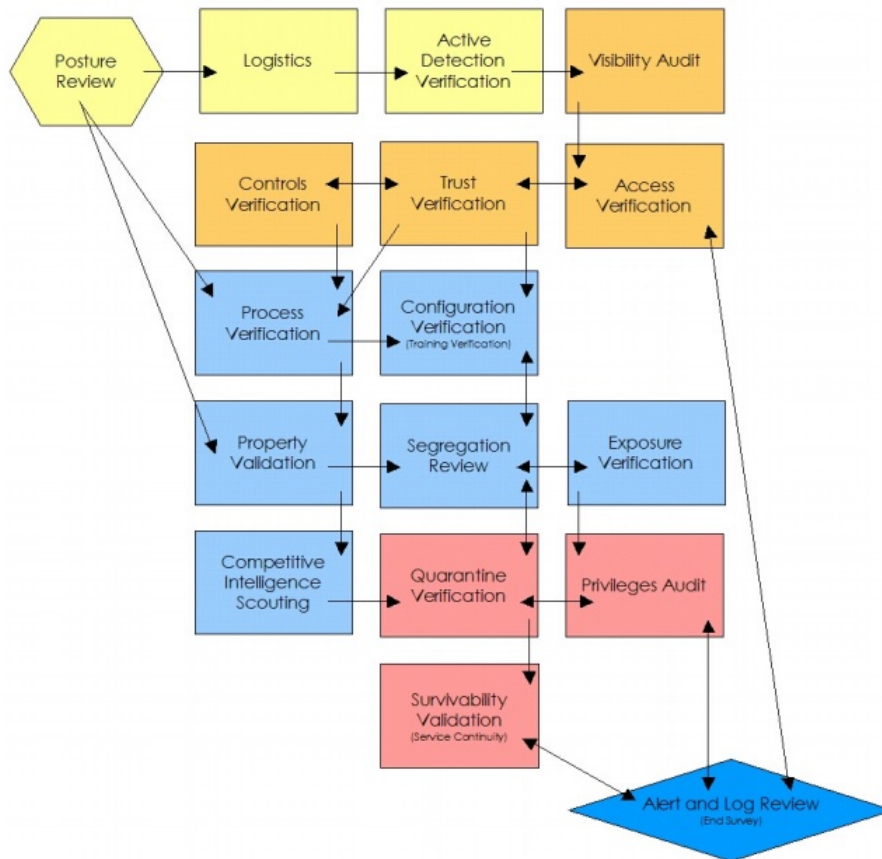 Posture
Review
Logistics
Active
Detection
Verification
Visibility Audit
Controls
Verification
Trust
Verification
Access
Verification
Process
Verification
Configuration
Verification
(Training Verification)
Property
Validation
Segregation
Review
Exposure
Verification
Competitive
Intelligence
Scouting
Quarantine
Verification
Privileges Audit
Survivability
Validation
(Service Continuity)
Alert and Log Review
(End Survey)